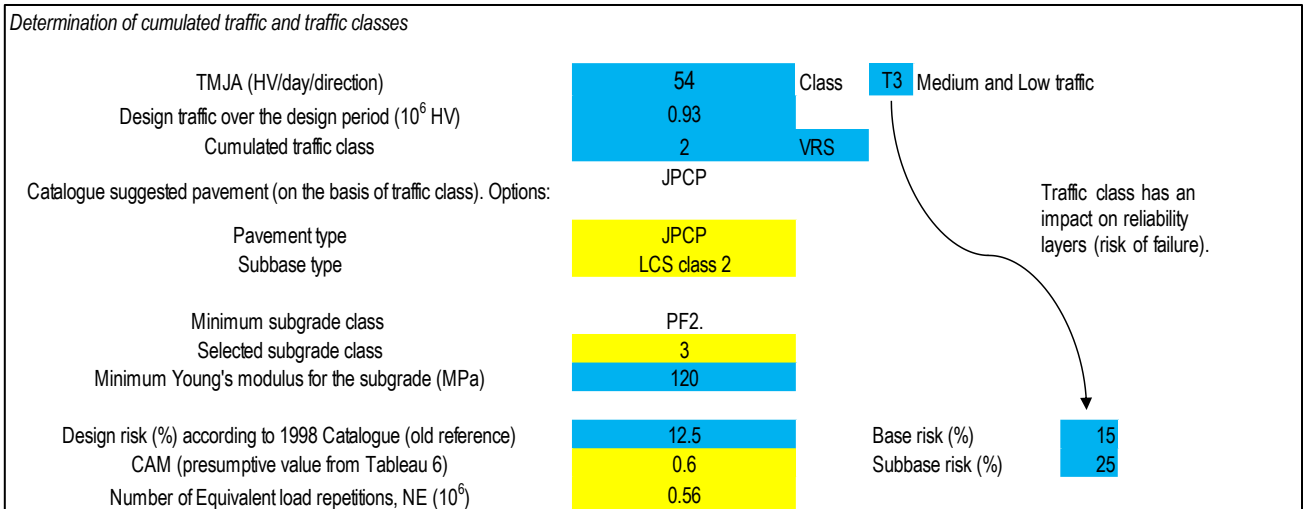 Determination of cumulated traffic and traffic classes
TMJA (HV/day/direction) 54 Class T3 Medium and Low traffic
Design traffic over the design period (10⁶ HV) 0.93
Cumulated traffic class 2 VRS
Catalogue suggested pavement (on the basis of traffic class). Options: JPCP
Traffic class has an
impact on reliability
layers (risk of failure).
Pavement type JPCP
Subbase type LCS class 2
Minimum subgrade class PF2.
Selected subgrade class 3
Minimum Young's modulus for the subgrade (MPa) 120
Design risk (%) according to 1998 Catalogue (old reference) 12.5 Base risk (%) 15
CAM (presumptive value from Tableau 6) 0.6 Subbase risk (%) 25
Number of Equivalent load repetitions, NE (10⁶) 0.56